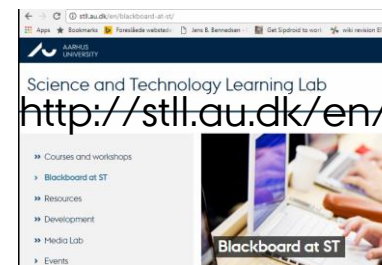 stll.au.dk/en/blackboard-at-st/
Apps Bookmarks Foreslåede websteder Jens B. Bennedsen Get Sipdroid to work wiki revision
AARHUS
UNIVERSITY
Science and Technology Learning Lab
http://stll.au.dk/en/
» Courses and workshops
> Blackboard at ST
» Resources
» Development
» Media Lab
> Events
Blackboard at ST